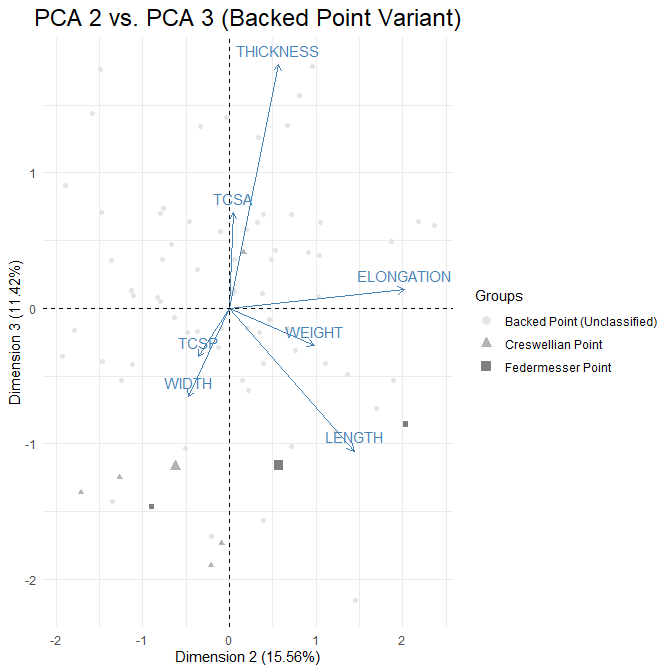 PCA 2 vs. PCA 3 (Backed Point Variant)
THICKNESS
TCSA
ELONGATION
WEIGHT
TCSP
WIDTH
LENGTH
1
0
-1
-2
Dimension 3 (11.42%)
-2
-1
0
1
2
Dimension 2 (15.56%)
Groups
Backed Point (Unclassified)
Creswellian Point
Federmesser Point